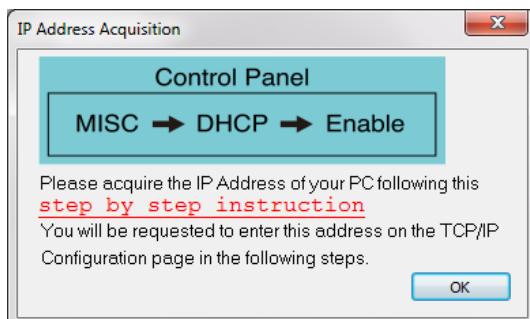 IP Address Acquisition
Control Panel
MISC → DHCP → Enable
Please acquire the IP Address of your PC following this
step by step instruction
You will be requested to enter this address on the TCP/IP
Configuration page in the following steps.
OK